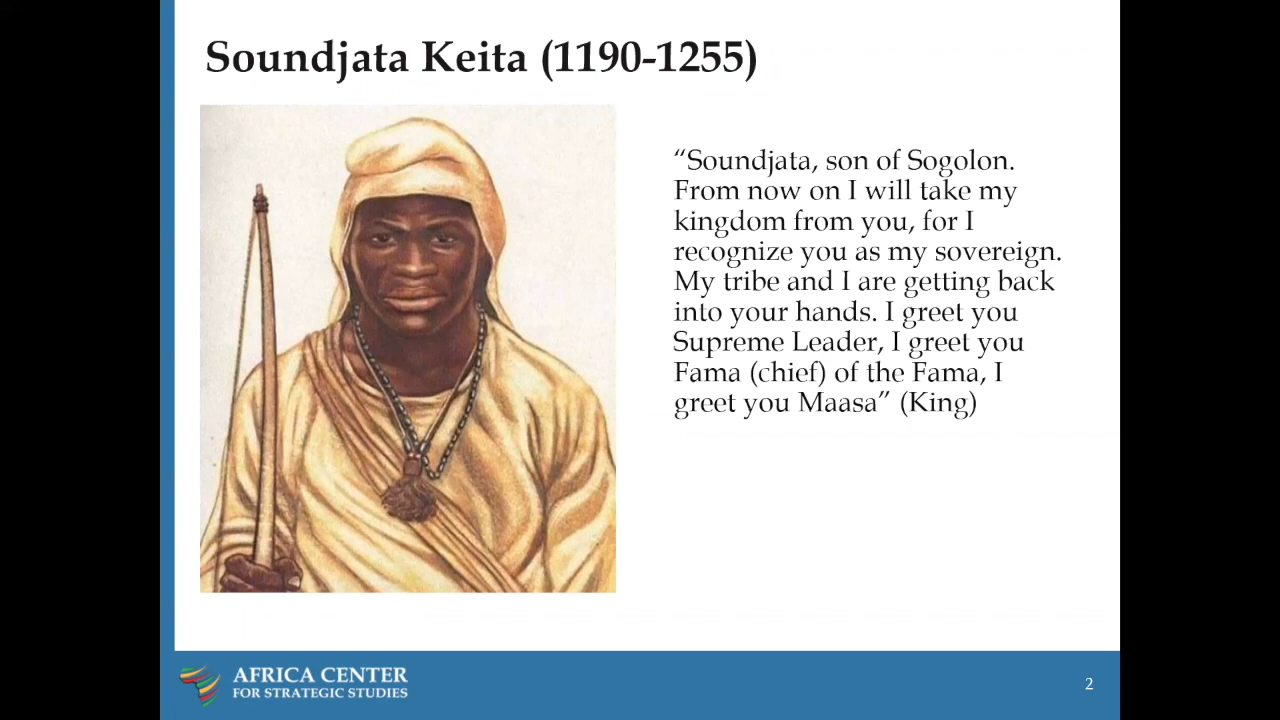 Soundjata Keita (1190-1255)
“Soundjata, son of Sogolon.
From now on I will take my
kingdom from you, for I
recognize you as my sovereign.
My tribe and I are getting back
into your hands. I greet you
Supreme Leader, I greet you
Fama (chief) of the Fama, I
greet you Maasa” (King)
AFRICA CENTER
FOR STRATEGIC STUDIES
2